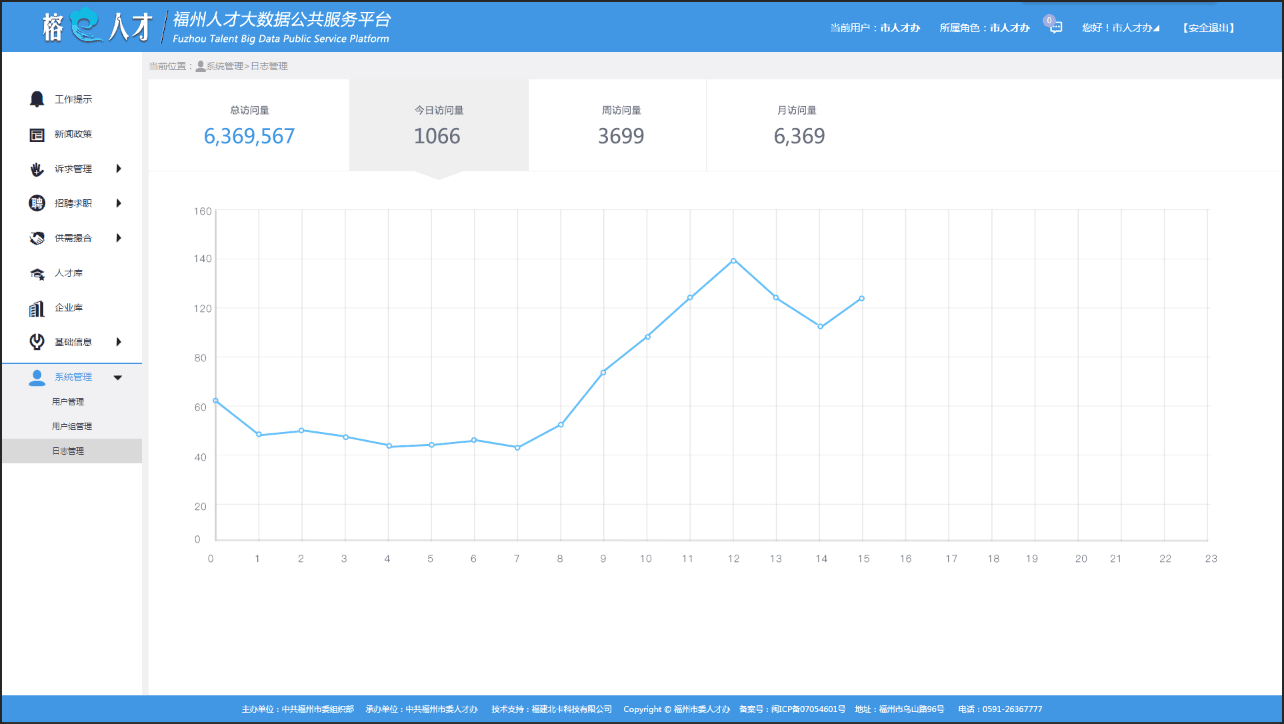 榕e人才 福州人才大数据公共服务平台
Fuzhou Talent Big Data Public Service Platform
当前用户：市人才办 所属角色：市人才办 0 您好！市人才办 【安全退出】
当前位置：系统管理>日志管理
工作提示
新闻政策
诉求管理
聘 招聘求职
供需撮合
人才库
企业库
基础信息
系统管理
用户管理
用户组管理
日志管理
总访问量 今日访问量 周访问量 月访问量
6,369,567 1066 3699 6,369
160
140
120
80
60
40
20
0
0 1 2 3 4 5 6 7 8 9 10 11 12 13 14 15 16 17 18 19 20 21 22 23
主办单位：中共福州市委组织部 承办单位：中共福州市委人才办 技术支持：福建北卡科技有限公司 Copyright © 福州市委人才办 备案号：闽ICP备07054601号 地址：福州市乌山路96号 电话：0591-26367777